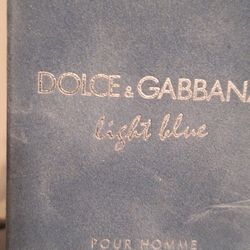 DOLCE & GABBANA
light blue
POUR HOMME